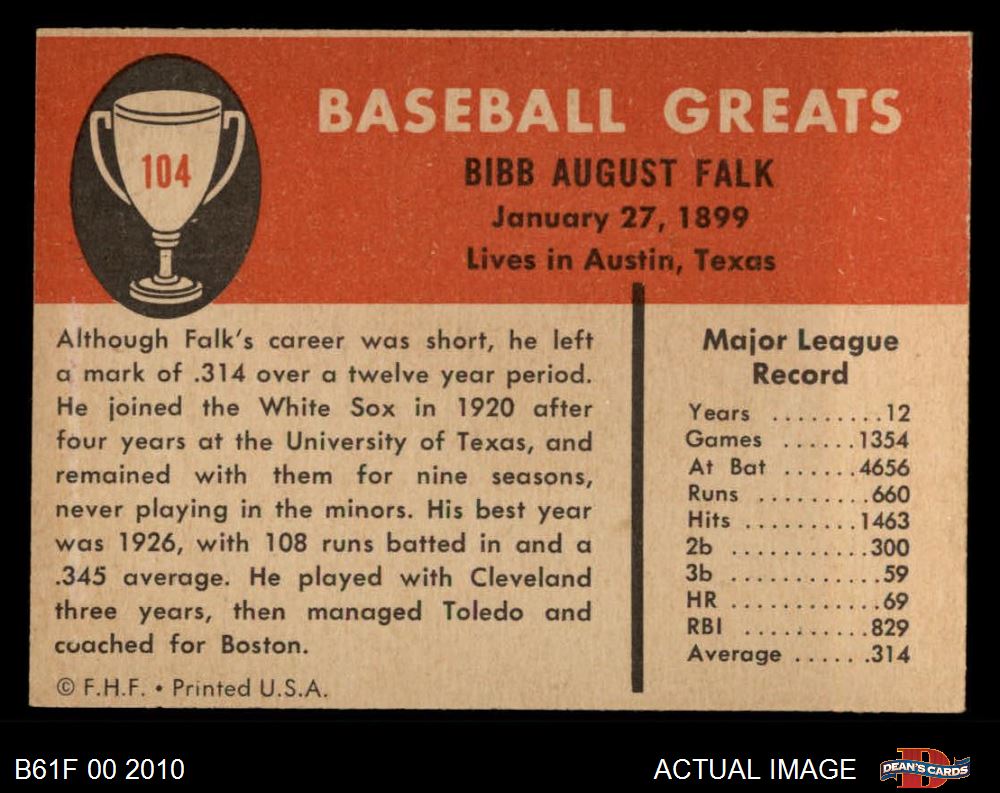 104
BASEBALL GREATS
BIBB AUGUST FALK
January 27, 1899
Lives in Austin, Texas
Although Falk's career was short, he left
a mark of .314 over a twelve year period.
He joined the White Sox in 1920 after
four years at the University of Texas, and
remained with them for nine seasons,
never playing in the minors. His best year
was 1926, with 108 runs batted in and a
.345 average. He played with Cleveland
three years, then managed Toledo and
coached for Boston.
© F.H.F. • Printed U.S.A.
Major League
Record
Years .........12
Games ......1354
At Bat ......4656
Runs .........660
Hits .........1463
2b ...........300
3b ............59
HR ............69
RBI ..........829
Average ......314
B61F 00 2010
ACTUAL IMAGE
D
DEAN'S CARDS